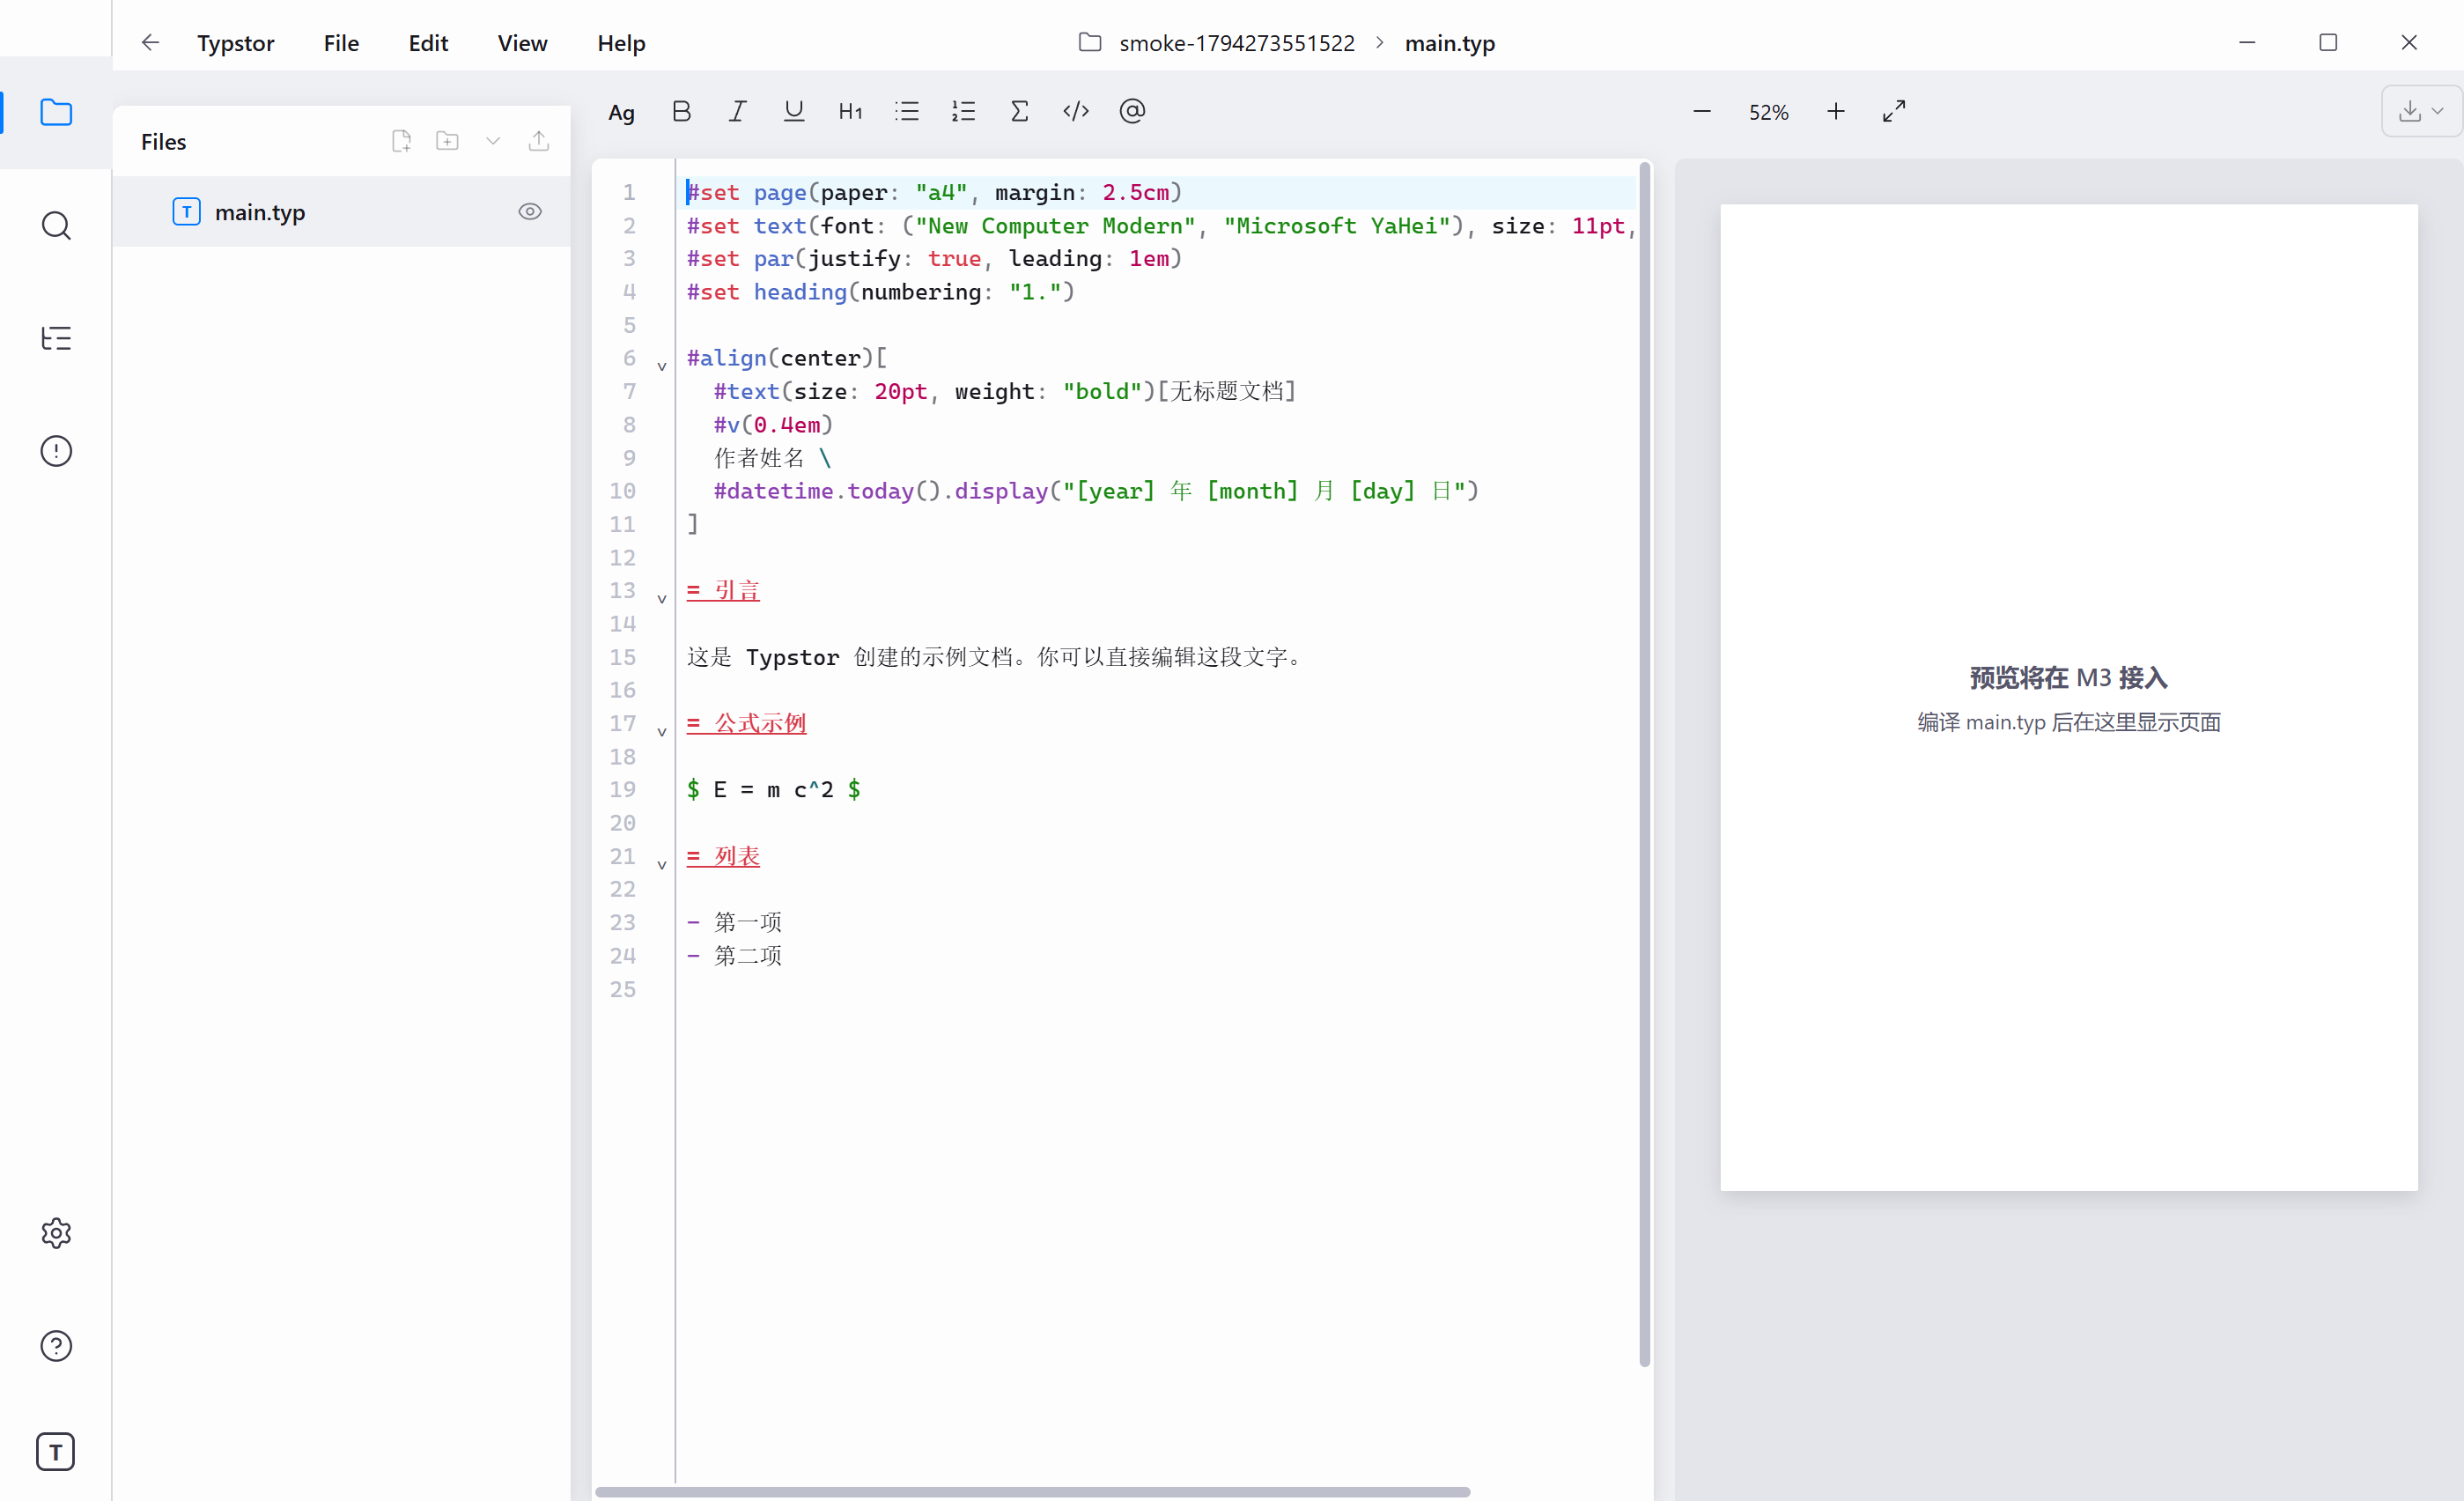 Typstor File Edit View Help
smoke-1794273551522 > main.typ
Files
T main.typ
Ag B I U H1 Σ </> @
52%
1 #set page(paper: "a4", margin: 2.5cm)
2 #set text(font: ("New Computer Modern", "Microsoft YaHei"), size: 11pt,
3 #set par(justify: true, leading: 1em)
4 #set heading(numbering: "1.")
5
6 #align(center)[
7 #text(size: 20pt, weight: "bold")[无标题文档]
8 #v(0.4em)
9 作者姓名 \
10 #datetime.today().display("[year] 年 [month] 月 [day] 日")
11 ]
12
13 = 引言
14
15 这是 Typstor 创建的示例文档。你可以直接编辑这段文字。
16
17 = 公式示例
18
19 $ E = m c^2 $
20
21 = 列表
22
23 - 第一项
24 - 第二项
25
预览将在 M3 接入
编译 main.typ 后在这里显示页面
T